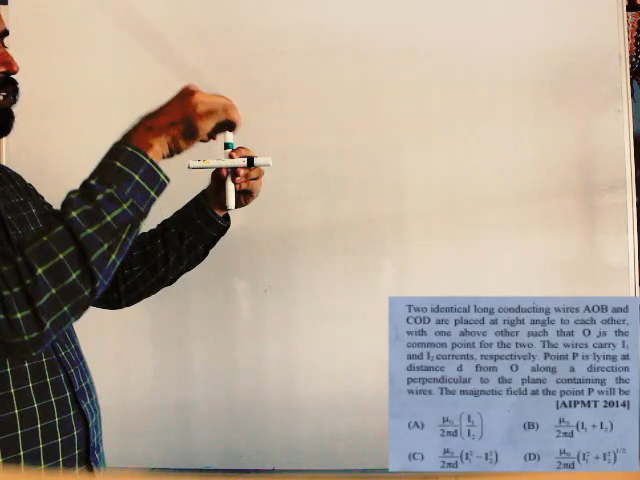 Two identical long conducting wires AOB and
COD are placed at right angle to each other,
with one above other such that O is the
common point for the two. The wires carry I₁
and I₂ currents, respectively. Point P is lying at
distance d from O along a direction
perpendicular to the plane containing the
wires. The magnetic field at the point P will be
[AIPMT 2014]
(A) μ₀/2πd (I₁/I₂) (B) μ₀/2πd (I₁ + I₂)
(C) μ₀/2πd (I₁² − I₂²) (D) μ₀/2πd (I₁² + I₂²)^1/2